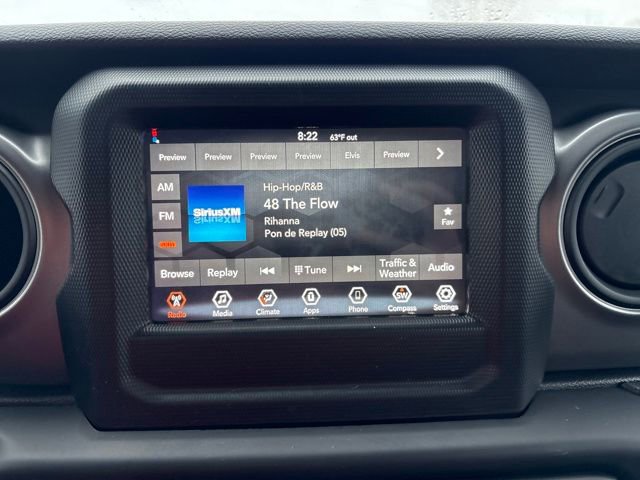 8:22 63°F out
Preview Preview Preview Preview Elvis Preview
AM
FM
SiriusXM
Hip-Hop/R&B
48 The Flow
Rihanna
Pon de Replay (05)
Fav
Browse Replay Tune Traffic & Weather Audio
Radio Media Climate Apps Phone SW Compass Settings